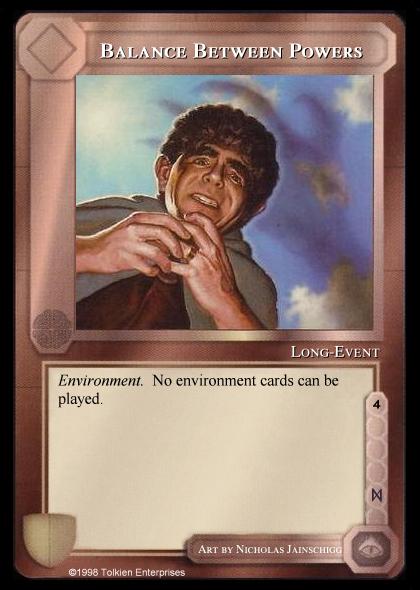 BALANCE BETWEEN POWERS
LONG-EVENT
Environment. No environment cards can be
played.
4
ART BY NICHOLAS JAINSCHIGG
©1998 Tolkien Enterprises